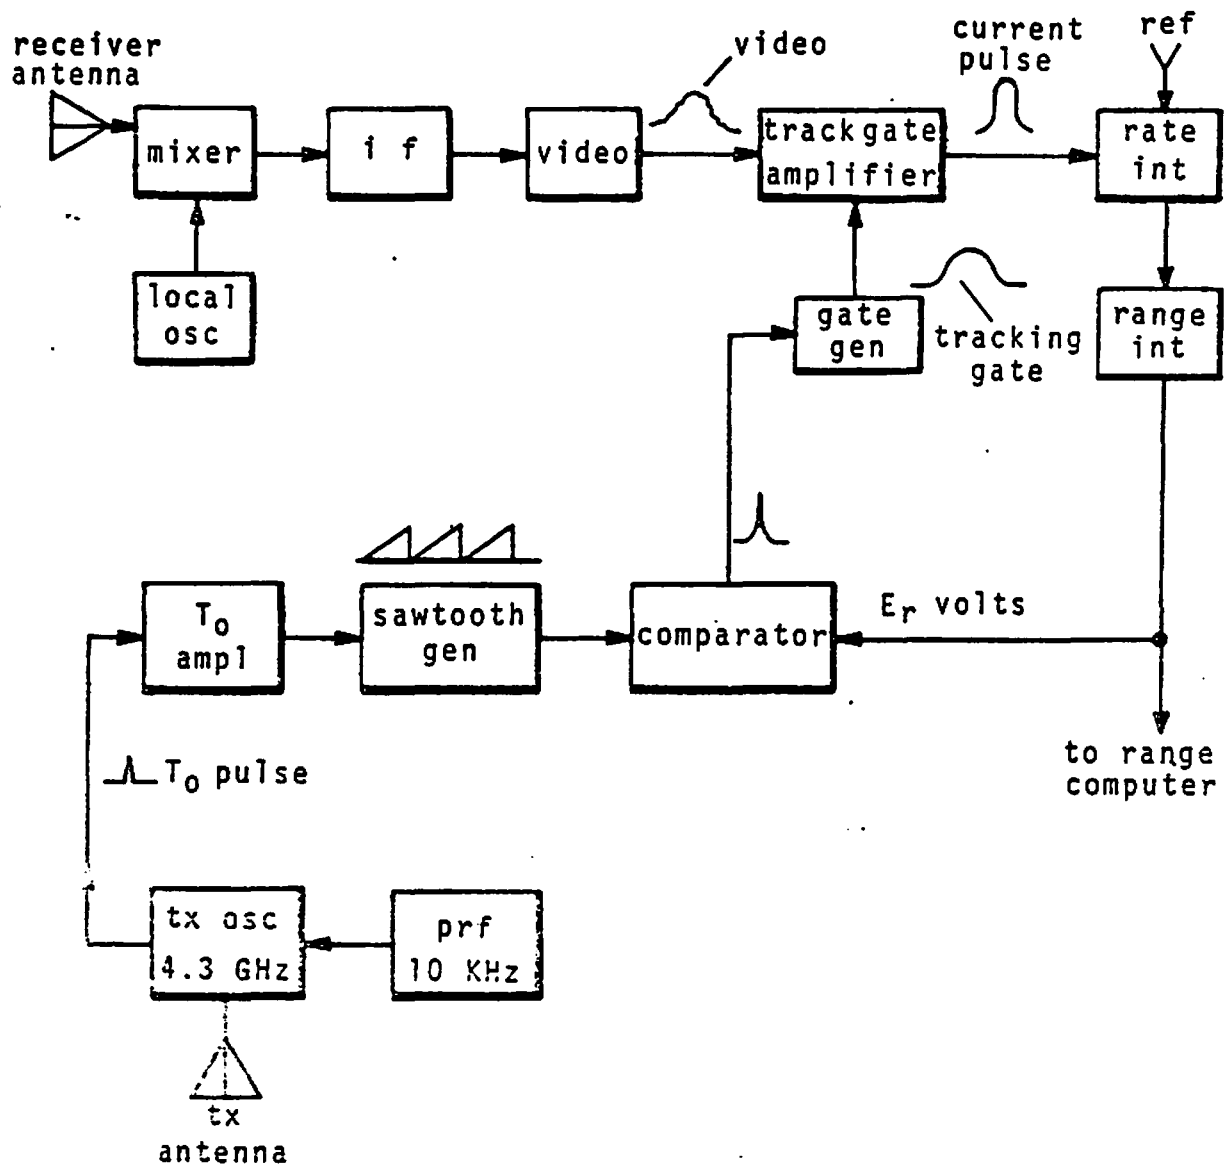 receiver
antenna
mixer
i f
video
video
trackgate
amplifier
current
pulse
ref
rate
int
local
osc
gate
gen
tracking
gate
range
int
T₀
ampl
sawtooth
gen
comparator
Eᵣ volts
to range
computer
T₀ pulse
tx osc
4.3 GHz
prf
10 KHz
tx
antenna